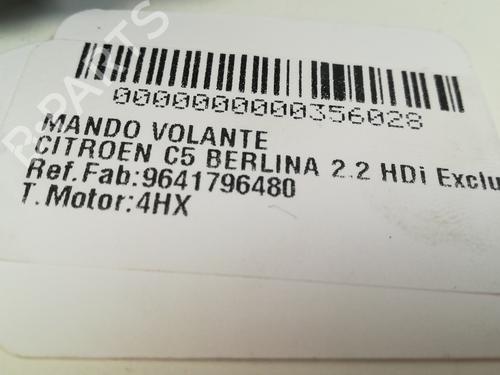 0000000000356028
MANDO VOLANTE
CITROEN C5 BERLINA 2.2 HDi Exclu
Ref.Fab:9641796480
T.Motor:4HX